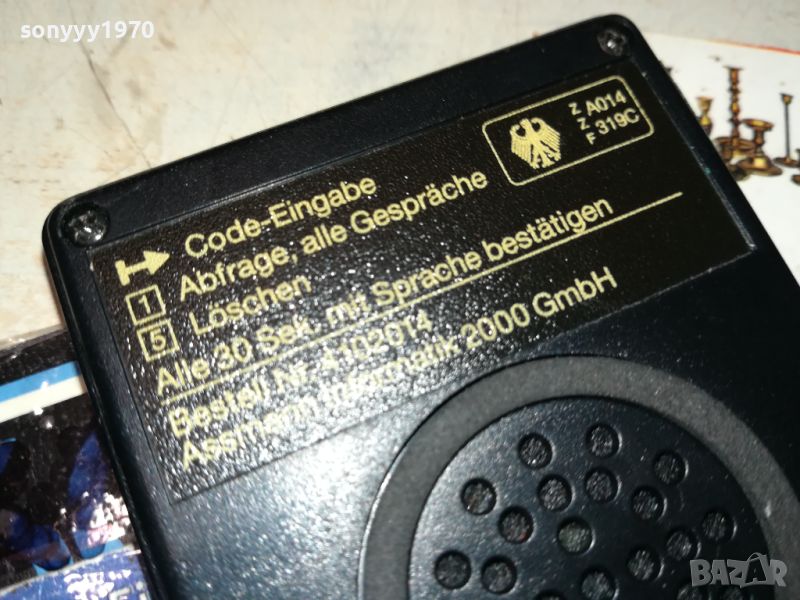 sonyyy1970
Z A014
Z
F 319C
Code-Eingabe
1 Abfrage, alle Gespräche
5 Löschen
Alle 30 Sek. mit Sprache bestätigen
Bestell Nr. 4102014
Assmann Informatik 2000 GmbH
BAZAR